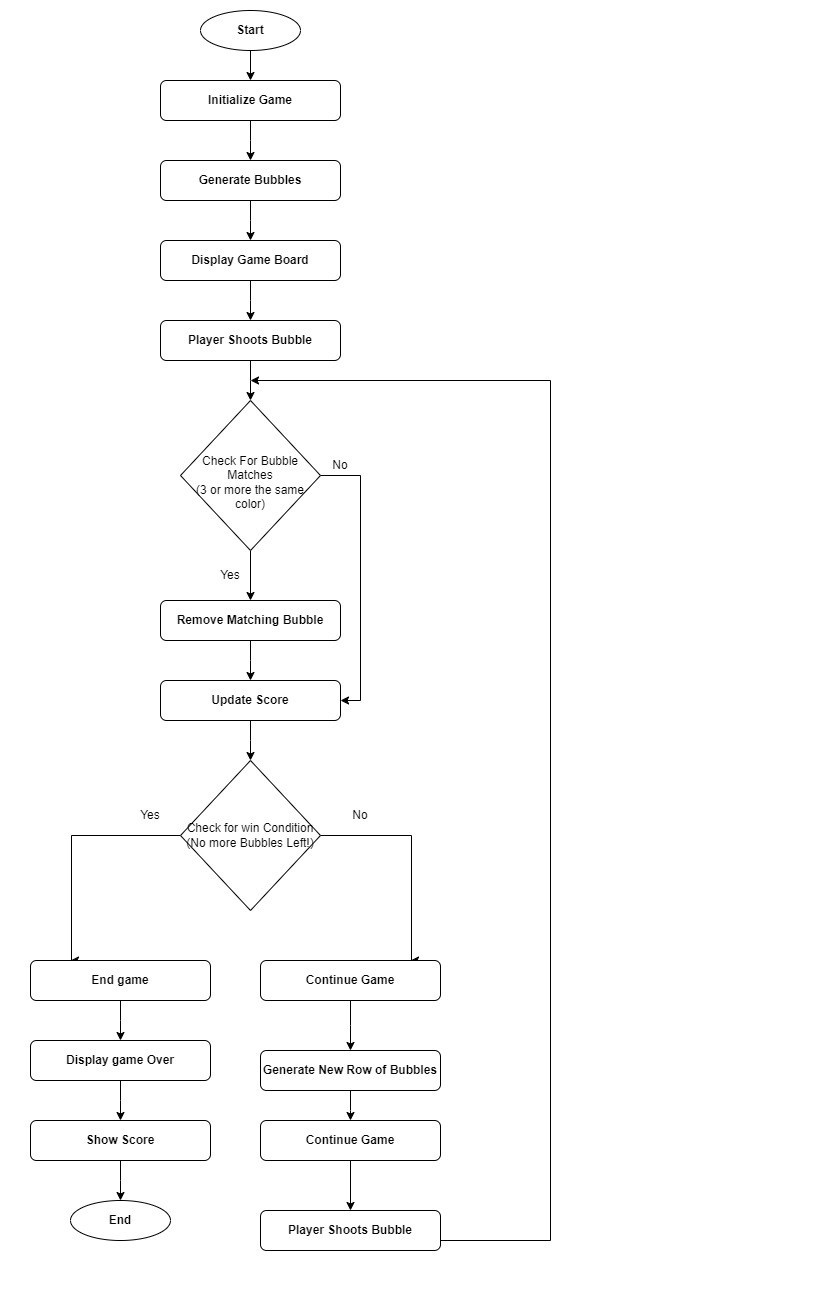 Start
Initialize Game
Generate Bubbles
Display Game Board
Player Shoots Bubble
Check For Bubble
Matches
(3 or more the same
color)
No
Yes
Remove Matching Bubble
Update Score
Yes
No
Check for win Condition
(No more Bubbles Left!)
End game
Continue Game
Display game Over
Generate New Row of Bubbles
Show Score
Continue Game
End
Player Shoots Bubble